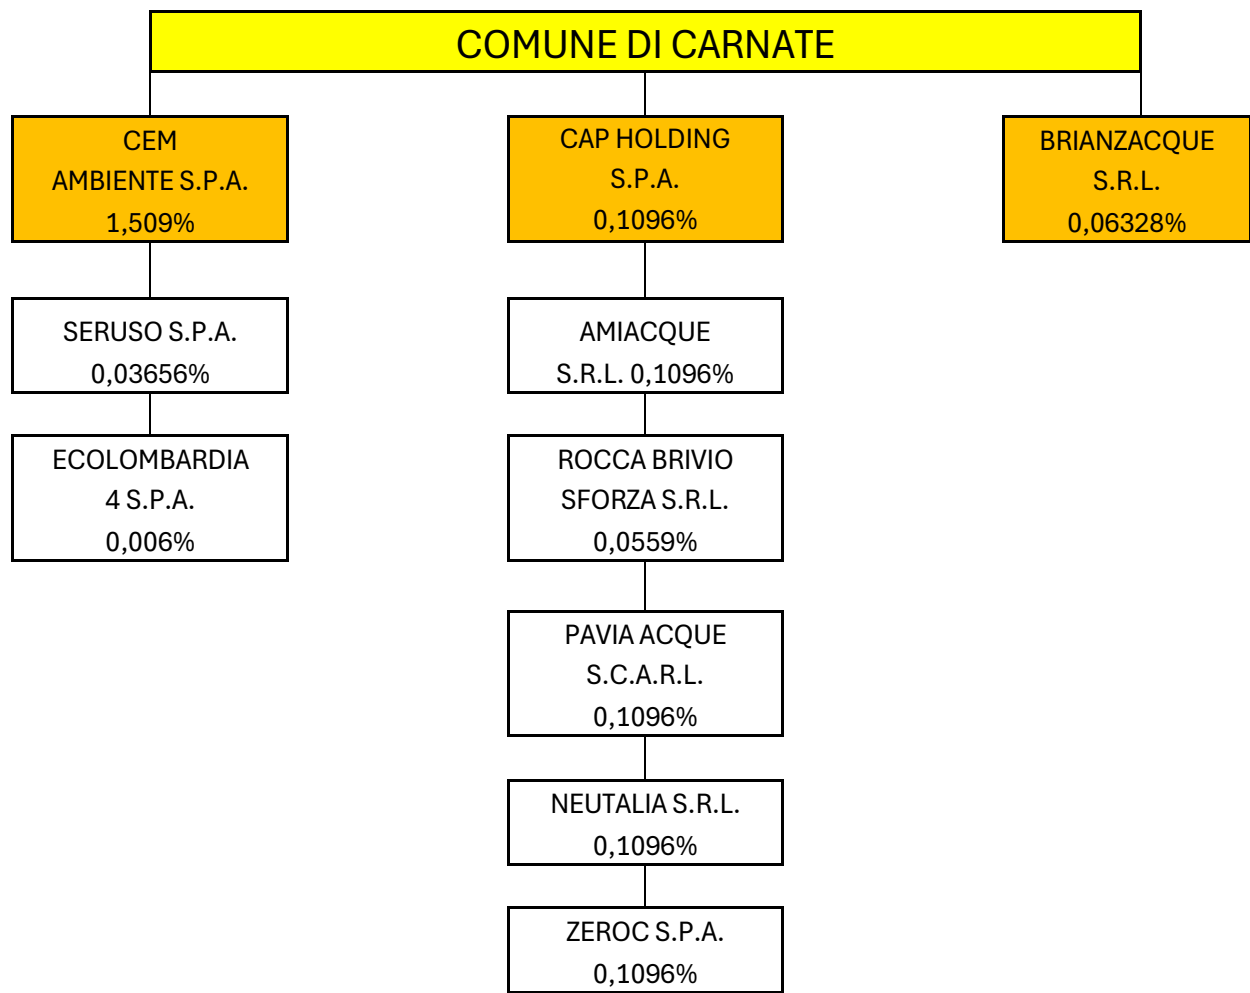 COMUNE DI CARNATE
CEM
AMBIENTE S.P.A.
1,509%
CAP HOLDING
S.P.A.
0,1096%
BRIANZACQUE
S.R.L.
0,06328%
SERUSO S.P.A.
0,03656%
AMIACQUE
S.R.L. 0,1096%
ECOLOMBARDIA
4 S.P.A.
0,006%
ROCCA BRIVIO
SFORZA S.R.L.
0,0559%
PAVIA ACQUE
S.C.A.R.L.
0,1096%
NEUTALIA S.R.L.
0,1096%
ZEROC S.P.A.
0,1096%